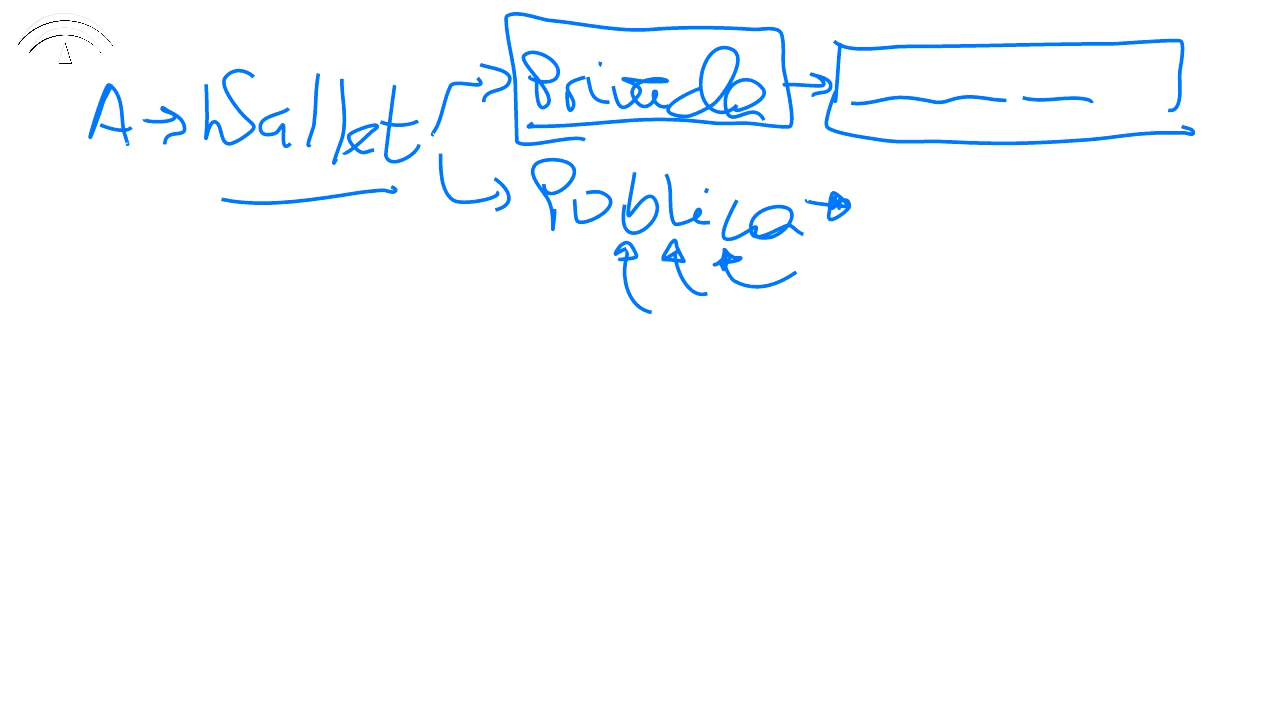 A → Wallet → Privada →
→ Publica →